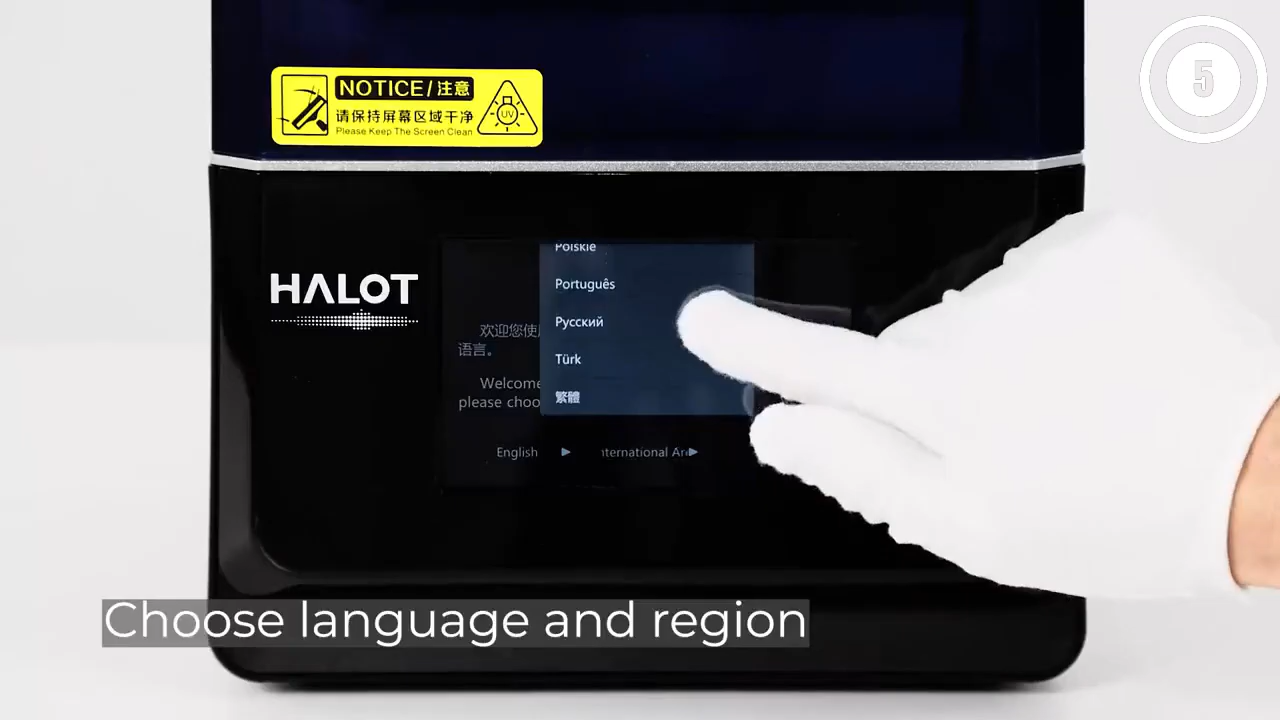 5
NOTICE/注意
请保持屏幕区域干净
Please Keep The Screen Clean
UV
HALOT
Polskie
Português
Русский
Türk
繁體
欢迎您使
语言。
Welcome
please choo
English
nternational Are
Choose language and region